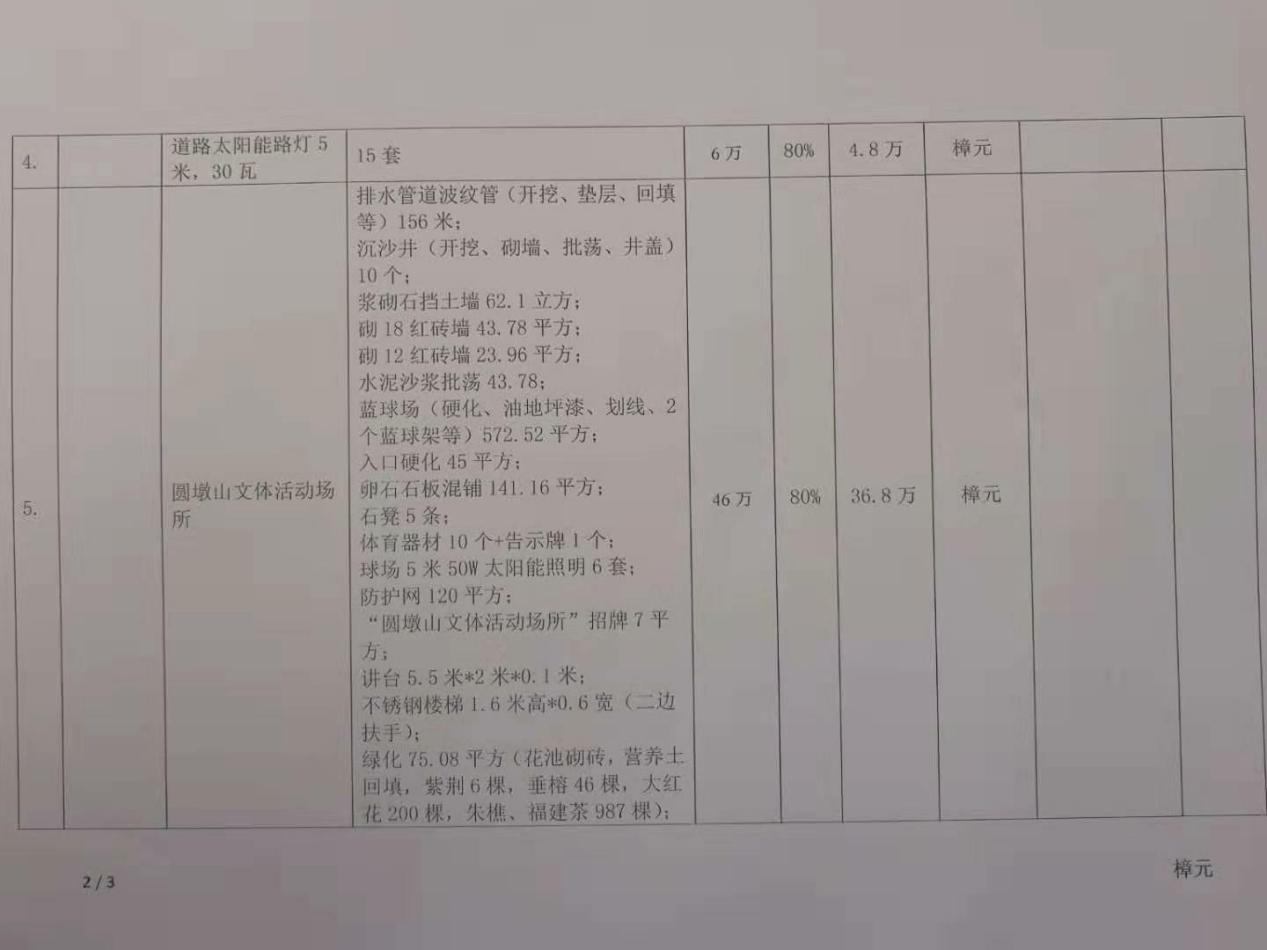 4.
道路太阳能路灯 5
米，30 瓦
15 套
6 万
80%
4.8 万
樟元
5.
圆墩山文体活动场
所
排水管道波纹管（开挖、垫层、回填
等）156 米；
沉沙井（开挖、砌墙、批荡、井盖）
10 个；
浆砌石挡土墙 62.1 立方；
砌 18 红砖墙 43.78 平方；
砌 12 红砖墙 23.96 平方；
水泥沙浆批荡 43.78；
蓝球场（硬化、油地坪漆、划线、2
个蓝球架等）572.52 平方；
入口硬化 45 平方；
卵石石板混铺 141.16 平方；
石凳 5 条；
体育器材 10 个+告示牌 1 个；
球场 5 米 50W 太阳能照明 6 套；
防护网 120 平方；
“圆墩山文体活动场所”招牌 7 平
方；
讲台 5.5 米*2 米*0.1 米；
不锈钢楼梯 1.6 米高*0.6 宽（二边
扶手）；
绿化 75.08 平方（花池砌砖，营养土
回填，紫荆 6 棵，垂榕 46 棵，大红
花 200 棵，朱樵、福建茶 987 棵）；
46 万
80%
36.8 万
樟元
2 / 3
樟元